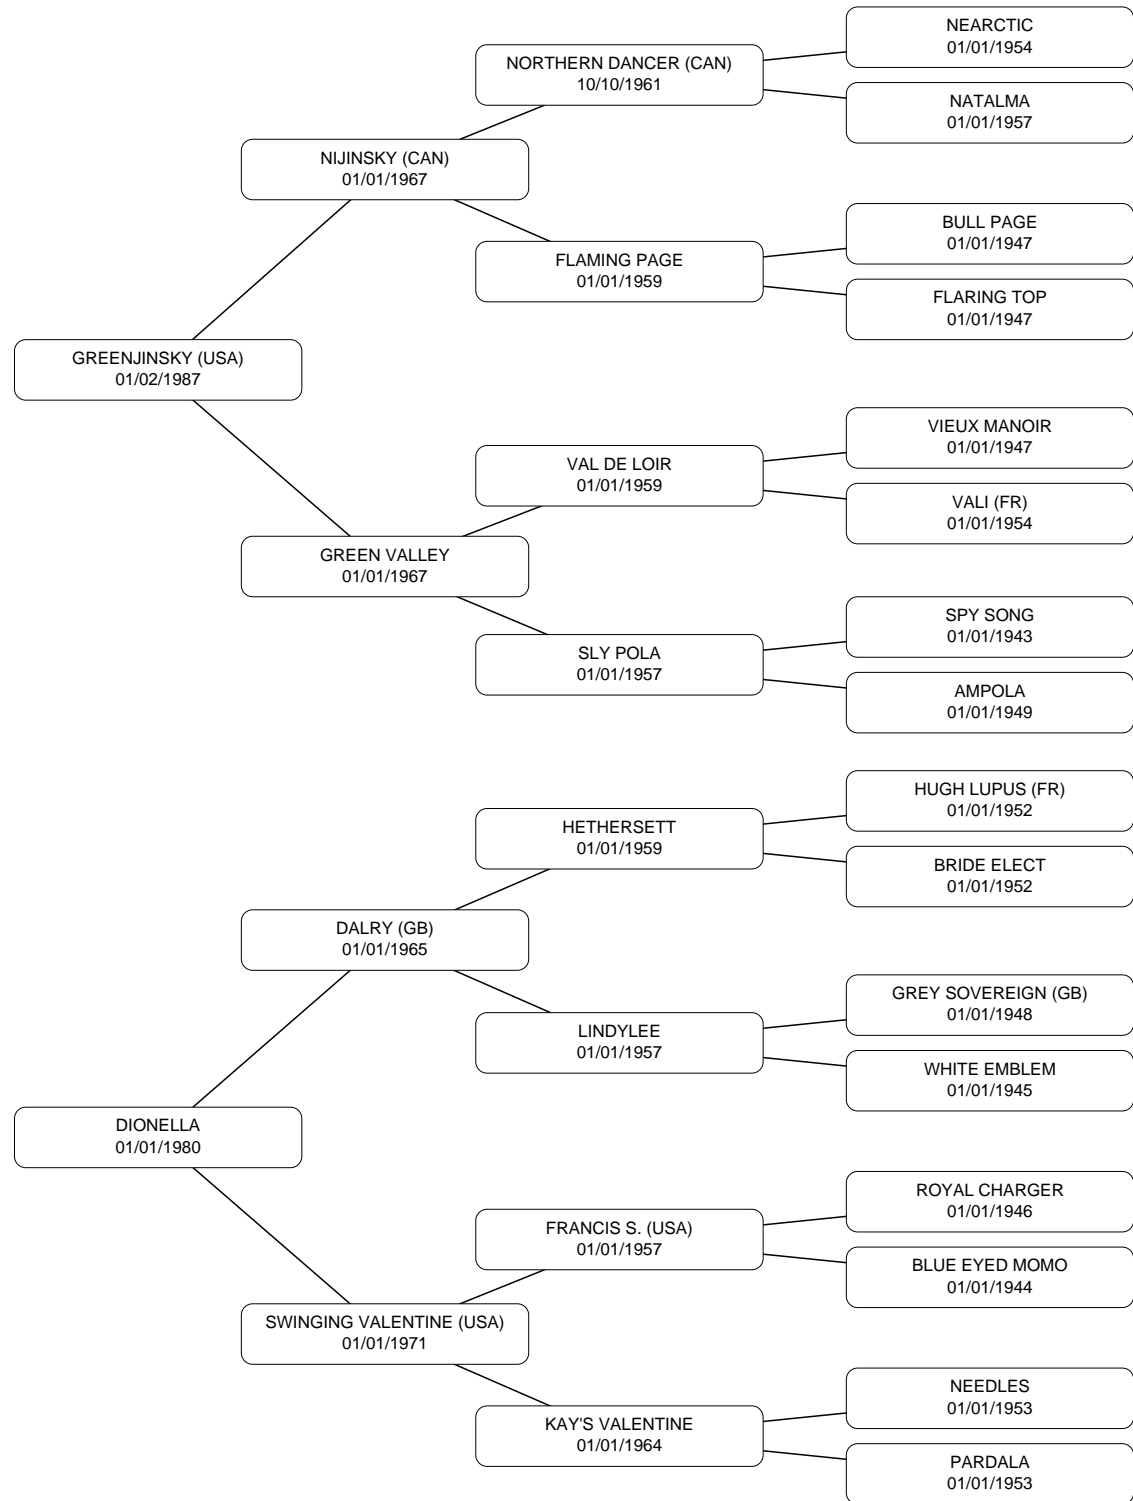 NEARCTIC
01/01/1954
NORTHERN DANCER (CAN)
10/10/1961
NATALMA
01/01/1957
NIJINSKY (CAN)
01/01/1967
BULL PAGE
01/01/1947
FLAMING PAGE
01/01/1959
FLARING TOP
01/01/1947
GREENJINSKY (USA)
01/02/1987
VIEUX MANOIR
01/01/1947
VAL DE LOIR
01/01/1959
VALI (FR)
01/01/1954
GREEN VALLEY
01/01/1967
SPY SONG
01/01/1943
SLY POLA
01/01/1957
AMPOLA
01/01/1949
HUGH LUPUS (FR)
01/01/1952
HETHERSETT
01/01/1959
BRIDE ELECT
01/01/1952
DALRY (GB)
01/01/1965
GREY SOVEREIGN (GB)
01/01/1948
LINDYLEE
01/01/1957
WHITE EMBLEM
01/01/1945
DIONELLA
01/01/1980
ROYAL CHARGER
01/01/1946
FRANCIS S. (USA)
01/01/1957
BLUE EYED MOMO
01/01/1944
SWINGING VALENTINE (USA)
01/01/1971
NEEDLES
01/01/1953
KAY'S VALENTINE
01/01/1964
PARDALA
01/01/1953